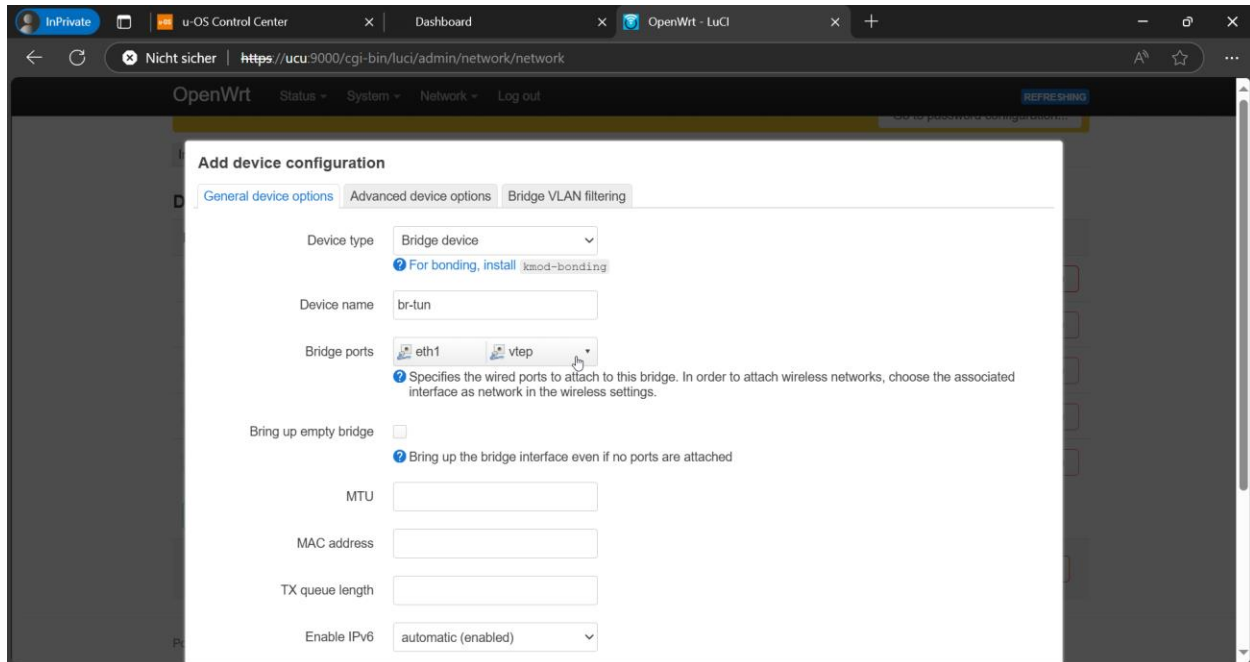 InPrivate
u-OS Control Center
Dashboard
OpenWrt - LuCI
Nicht sicher | https://ucu:9000/cgi-bin/luci/admin/network/network
OpenWrt Status System Network Log out REFRESHING
Go to password configuration...
Add device configuration
General device options Advanced device options Bridge VLAN filtering
Device type Bridge device
For bonding, install kmod-bonding
Device name br-tun
Bridge ports eth1 vtep
Specifies the wired ports to attach to this bridge. In order to attach wireless networks, choose the associated
interface as network in the wireless settings.
Bring up empty bridge
Bring up the bridge interface even if no ports are attached
MTU
MAC address
TX queue length
Enable IPv6 automatic (enabled)